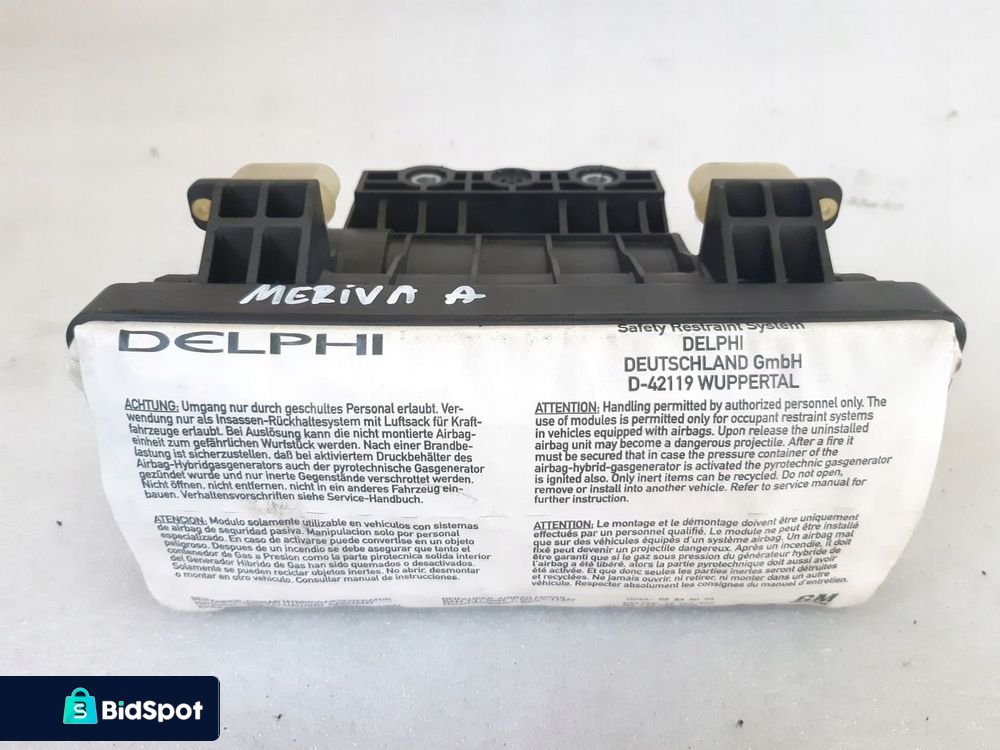 MERIVA A
DELPHI
Safety Restraint System
DELPHI
DEUTSCHLAND GmbH
D-42119 WUPPERTAL
ACHTUNG: Umgang nur durch geschultes Personal erlaubt. Ver-
wendung nur als Insassen-Rückhaltesystem mit Luftsack für Kraft-
fahrzeuge erlaubt. Bei Auslösung kann die nicht montierte Airbag-
einheit zum gefährlichen Wurfstück werden. Nach einer Brandbe-
lastung ist sicherzustellen, daß bei aktiviertem Druckbehälter des
Airbag-Hybridgasgenerators auch der pyrotechnische Gasgenerator
gezündet wurde und nur inerte Gegenstände verschrottet werden.
Nicht öffnen, nicht entfernen, nicht in ein anderes Fahrzeug ein-
bauen. Verhaltensvorschriften siehe Service-Handbuch.
ATTENTION: Handling permitted by authorized personnel only. The
use of modules is permitted only for occupant restraint systems
in vehicles equipped with airbags. Upon release the uninstalled
airbag unit may become a dangerous projectile. After a fire it
must be secured that in case the pressure container of the
airbag-hybrid-gasgenerator is activated the pyrotechnic gasgenerator
is ignited also. Only inert items can be recycled. Do not open,
remove or install into another vehicle. Refer to service manual for
further instruction.
ATENCION: Modulo solamente utilizable en vehiculos con sistemas
de airbag de seguridad pasiva. Manipulacion solo por personal
especializado. En caso de activarse puede convertirse en un objeto
peligroso. Despues de un incendio se debe asegurar que tanto el
contenedor de Gas a Presion como la parte pirotecnica solida interior
del Generador Hibrido de Gas han sido quemados o desactivados.
Solamente se pueden reciclar objetos inertes. No abrir, desmontar
o montar en otro vehiculo. Consultar manual de instrucciones.
ATTENTION: Le montage et le démontage doivent être uniquement
effectués par un personnel qualifié. Le module ne peut être installé
que sur des véhicules équipés d'un système airbag. Un airbag mal
fixé peut devenir un projectile dangereux. Après un incendie, il doit
être garanti que si le gaz sous pression du générateur hybride de
l'airbag a été libéré, alors la partie pyrotechnique doit aussi avoir
été activée. Et que donc seules les parties inertes seront détruites
et recyclées. Ne jamais ouvrir, ni retirer, ni monter dans un autre
véhicule. Respecter absolument les consignes du manuel d'entretien.
GM
BidSpot